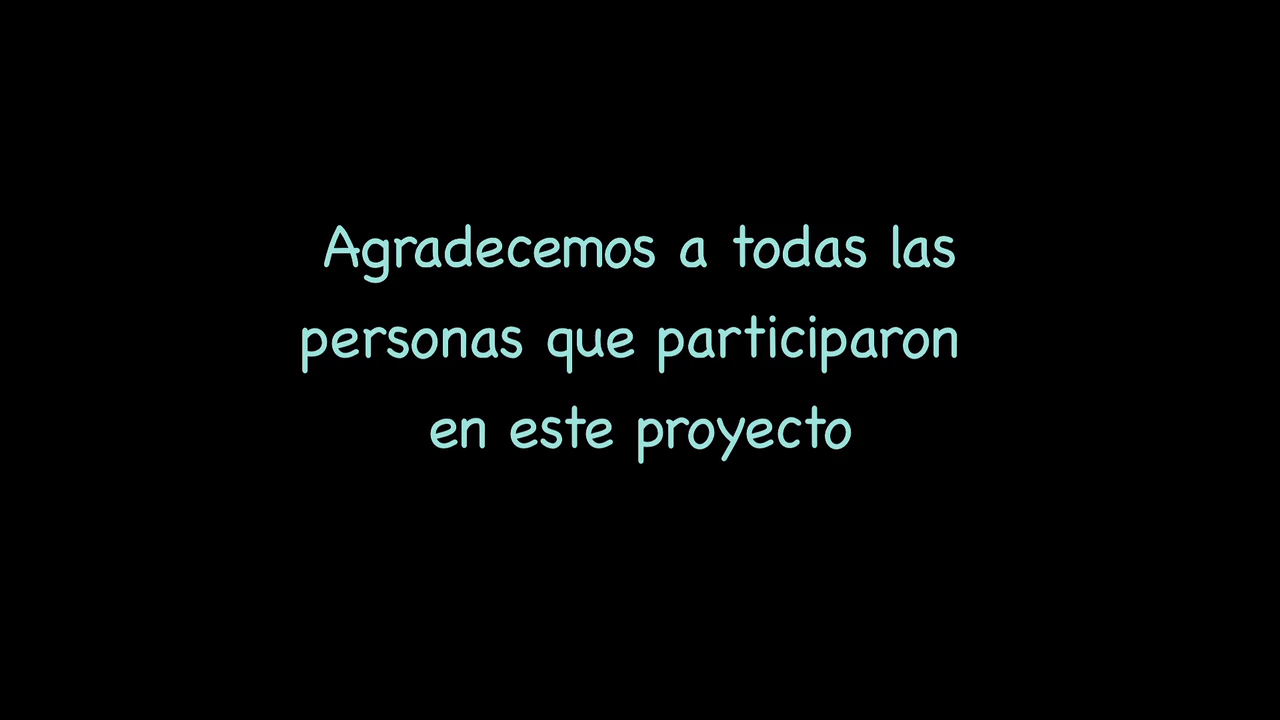 Agradecemos a todas las
personas que participaron
en este proyecto